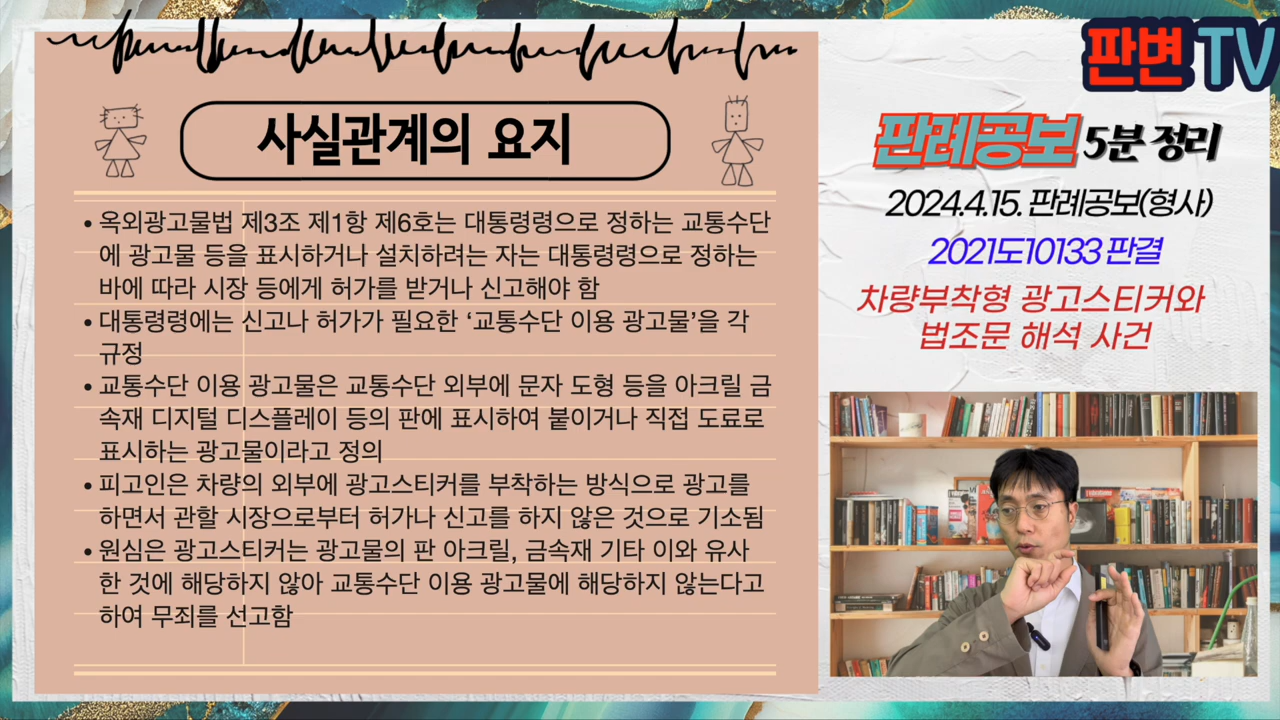 판변 TV
사실관계의 요지
• 옥외광고물법 제3조 제1항 제6호는 대통령령으로 정하는 교통수단
에 광고물 등을 표시하거나 설치하려는 자는 대통령령으로 정하는
바에 따라 시장 등에게 허가를 받거나 신고해야 함
• 대통령령에는 신고나 허가가 필요한 ‘교통수단 이용 광고물’을 각
규정
• 교통수단 이용 광고물은 교통수단 외부에 문자 도형 등을 아크릴 금
속재 디지털 디스플레이 등의 판에 표시하여 붙이거나 직접 도료로
표시하는 광고물이라고 정의
• 피고인은 차량의 외부에 광고스티커를 부착하는 방식으로 광고를
하면서 관할 시장으로부터 허가나 신고를 하지 않은 것으로 기소됨
• 원심은 광고스티커는 광고물의 판 아크릴, 금속재 기타 이와 유사
한 것에 해당하지 않아 교통수단 이용 광고물에 해당하지 않는다고
하여 무죄를 선고함
판례공보 5분 정리
2024.4.15. 판례공보(형사)
2021도10133 판결
차량부착형 광고스티커와
법조문 해석 사건